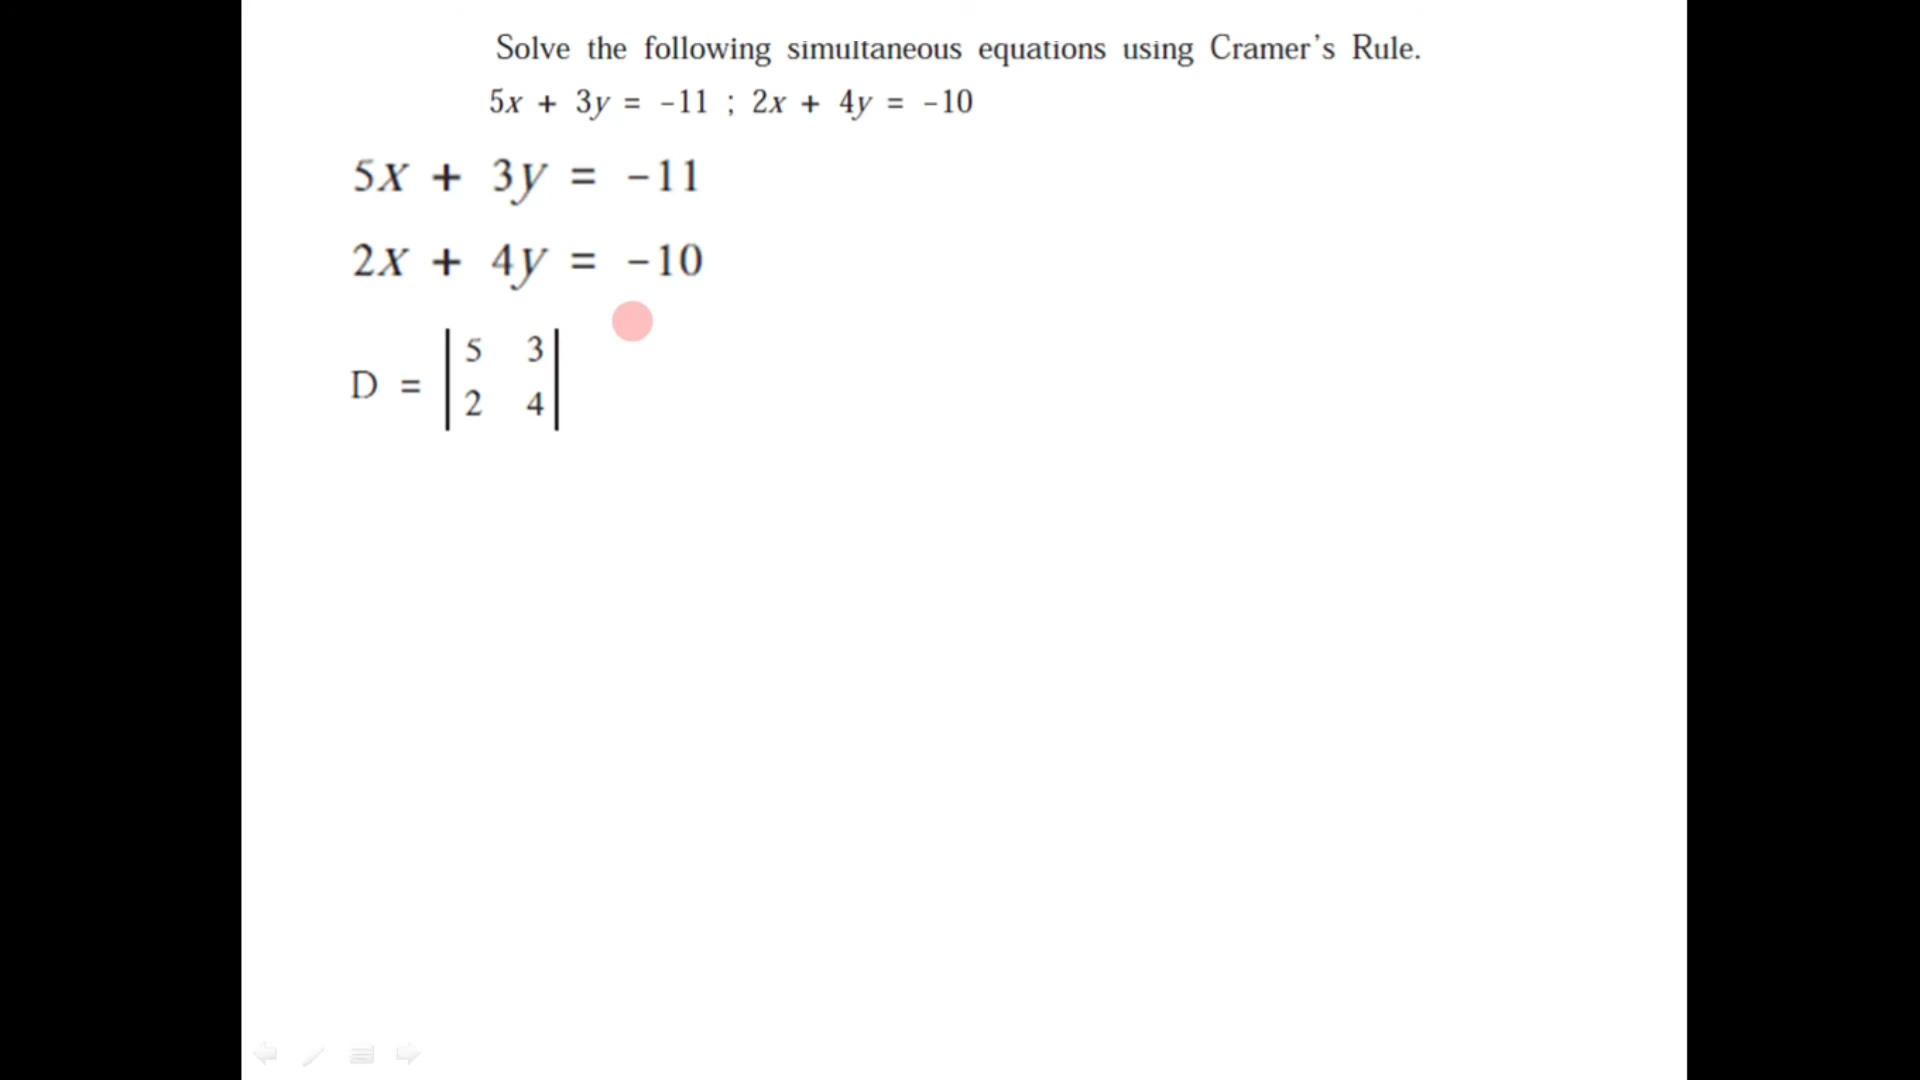 Solve the following simultaneous equations using Cramer's Rule.
5x + 3y = -11 ; 2x + 4y = -10
5x + 3y = -11
2x + 4y = -10
D = | 5 3 |
| 2 4 |